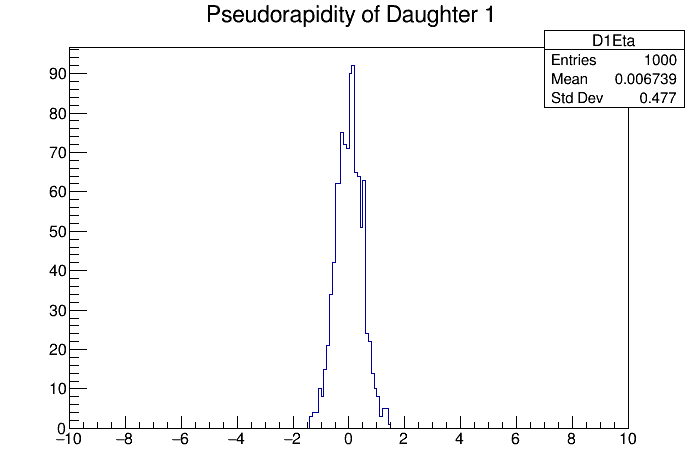 Pseudorapidity of Daughter 1
D1Eta
Entries 1000
Mean 0.006739
Std Dev 0.477
90
80
70
60
50
40
30
20
10
0
−10 −8 −6 −4 −2 0 2 4 6 8 10